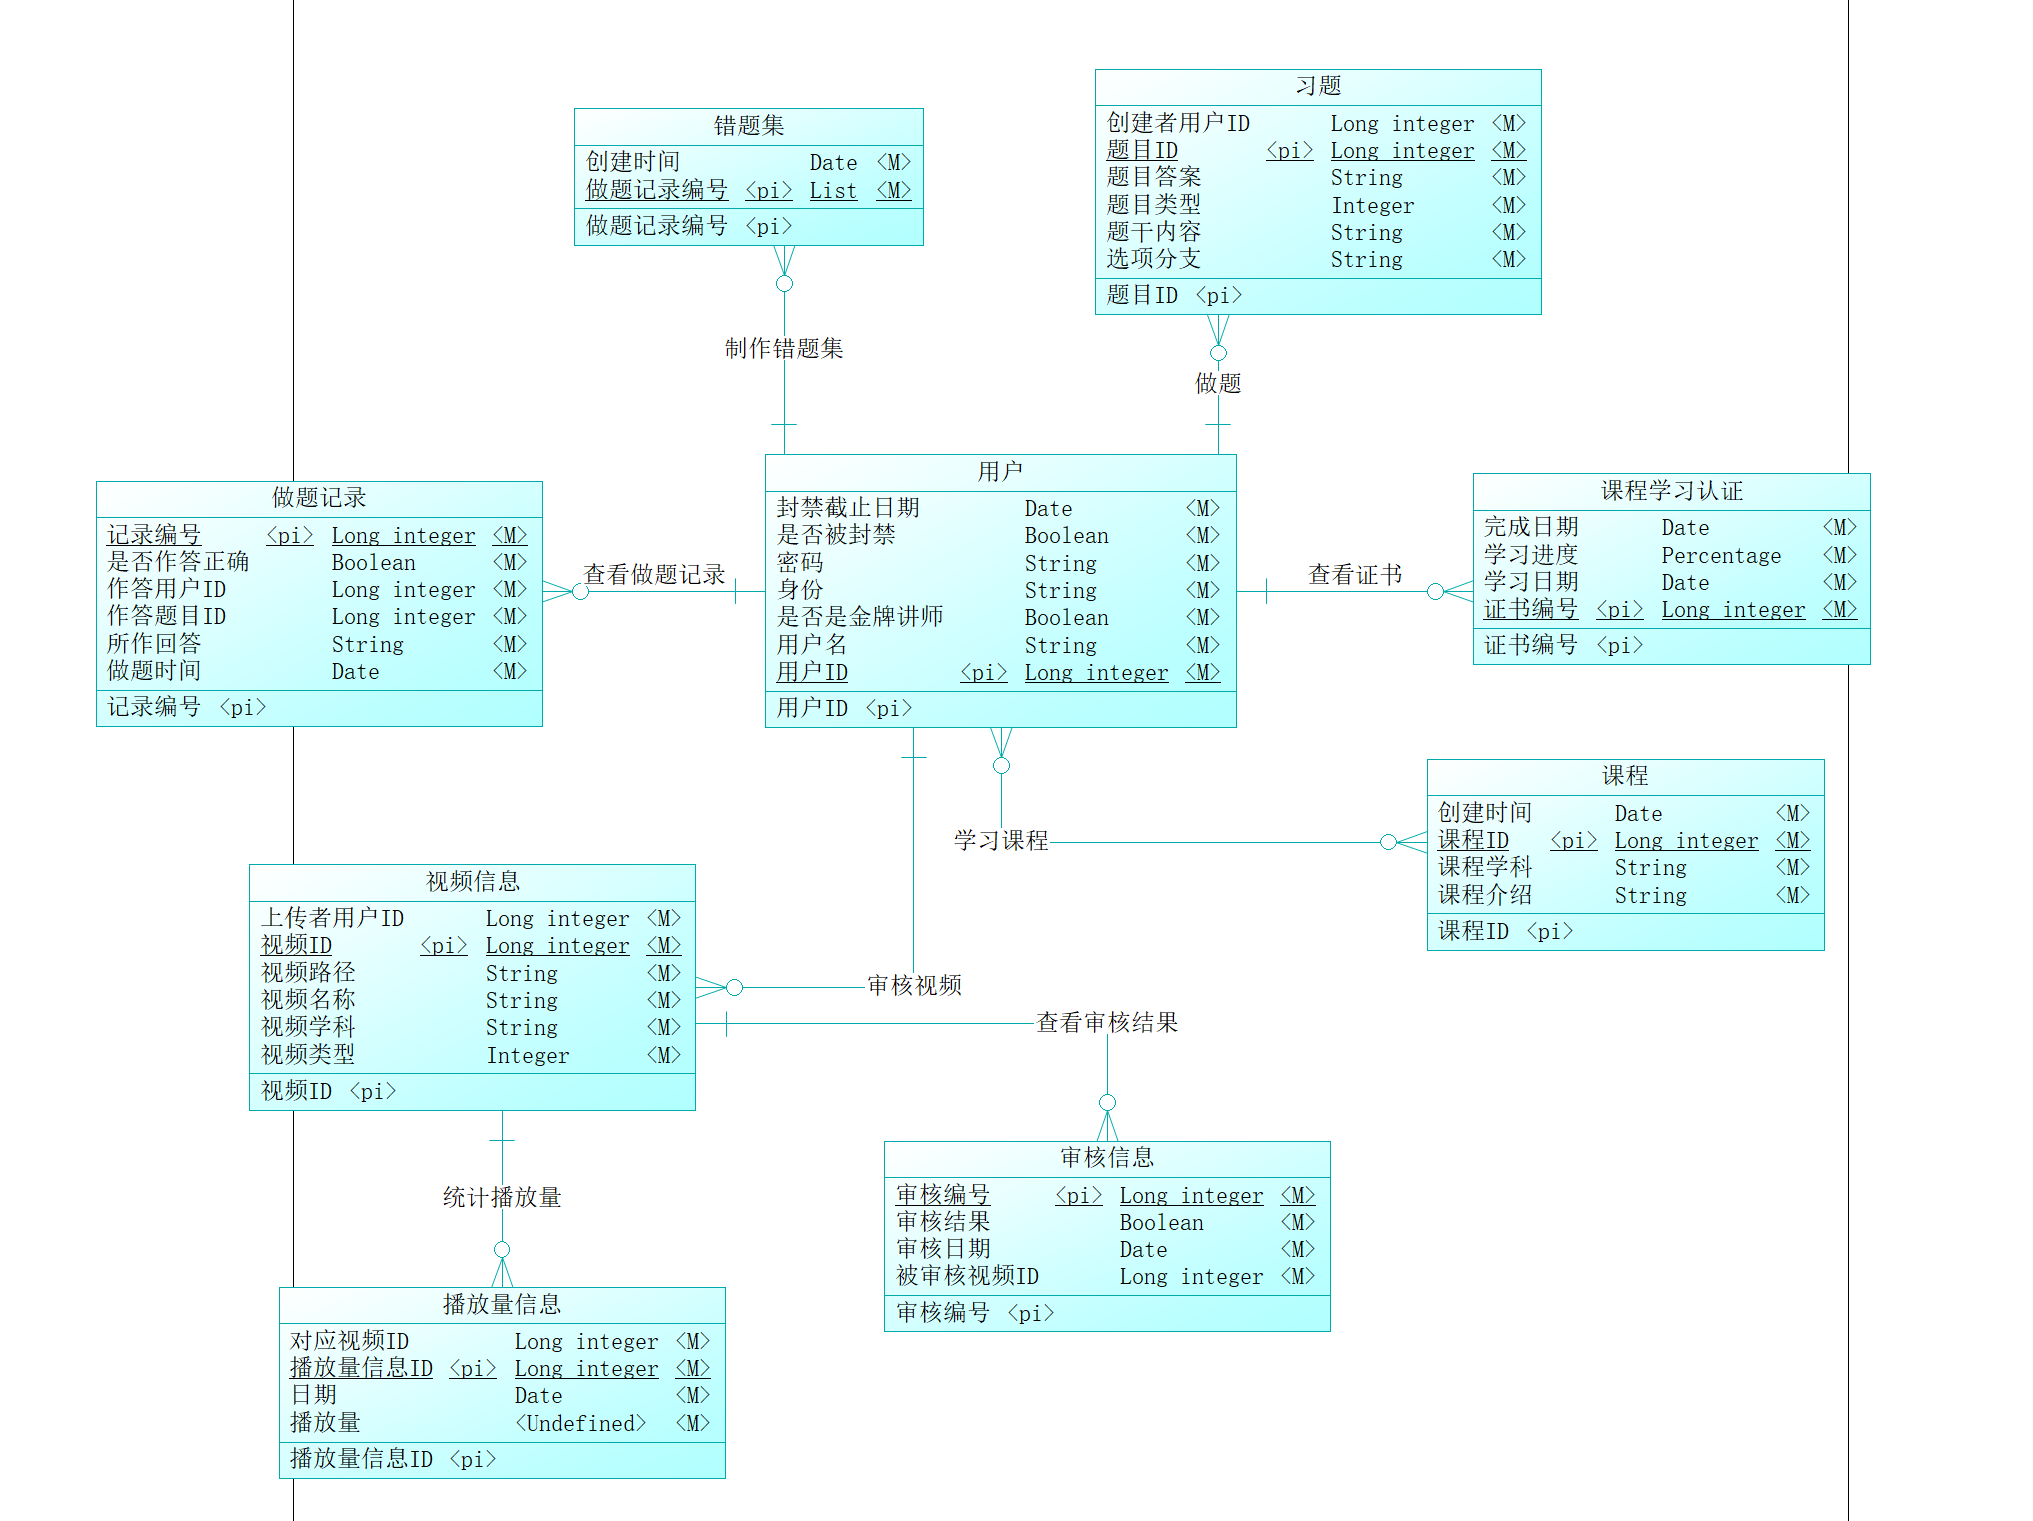 错题集
创建时间 Date <M>
做题记录编号 <pi> List <M>
做题记录编号 <pi>
习题
创建者用户ID Long integer <M>
题目ID <pi> Long integer <M>
题目答案 String <M>
题目类型 Integer <M>
题干内容 String <M>
选项分支 String <M>
题目ID <pi>
制作错题集
做题
做题记录
记录编号 <pi> Long integer <M>
是否作答正确 Boolean <M>
作答用户ID Long integer <M>
作答题目ID Long integer <M>
所作回答 String <M>
做题时间 Date <M>
记录编号 <pi>
查看做题记录
用户
封禁截止日期 Date <M>
是否被封禁 Boolean <M>
密码 String <M>
身份 String <M>
是否是金牌讲师 Boolean <M>
用户名 String <M>
用户ID <pi> Long integer <M>
用户ID <pi>
查看证书
课程学习认证
完成日期 Date <M>
学习进度 Percentage <M>
学习日期 Date <M>
证书编号 <pi> Long integer <M>
证书编号 <pi>
学习课程
课程
创建时间 Date <M>
课程ID <pi> Long integer <M>
课程学科 String <M>
课程介绍 String <M>
课程ID <pi>
视频信息
上传者用户ID Long integer <M>
视频ID <pi> Long integer <M>
视频路径 String <M>
视频名称 String <M>
视频学科 String <M>
视频类型 Integer <M>
视频ID <pi>
审核视频
查看审核结果
统计播放量
审核信息
审核编号 <pi> Long integer <M>
审核结果 Boolean <M>
审核日期 Date <M>
被审核视频ID Long integer <M>
审核编号 <pi>
播放量信息
对应视频ID Long integer <M>
播放量信息ID <pi> Long integer <M>
日期 Date <M>
播放量 <Undefined> <M>
播放量信息ID <pi>